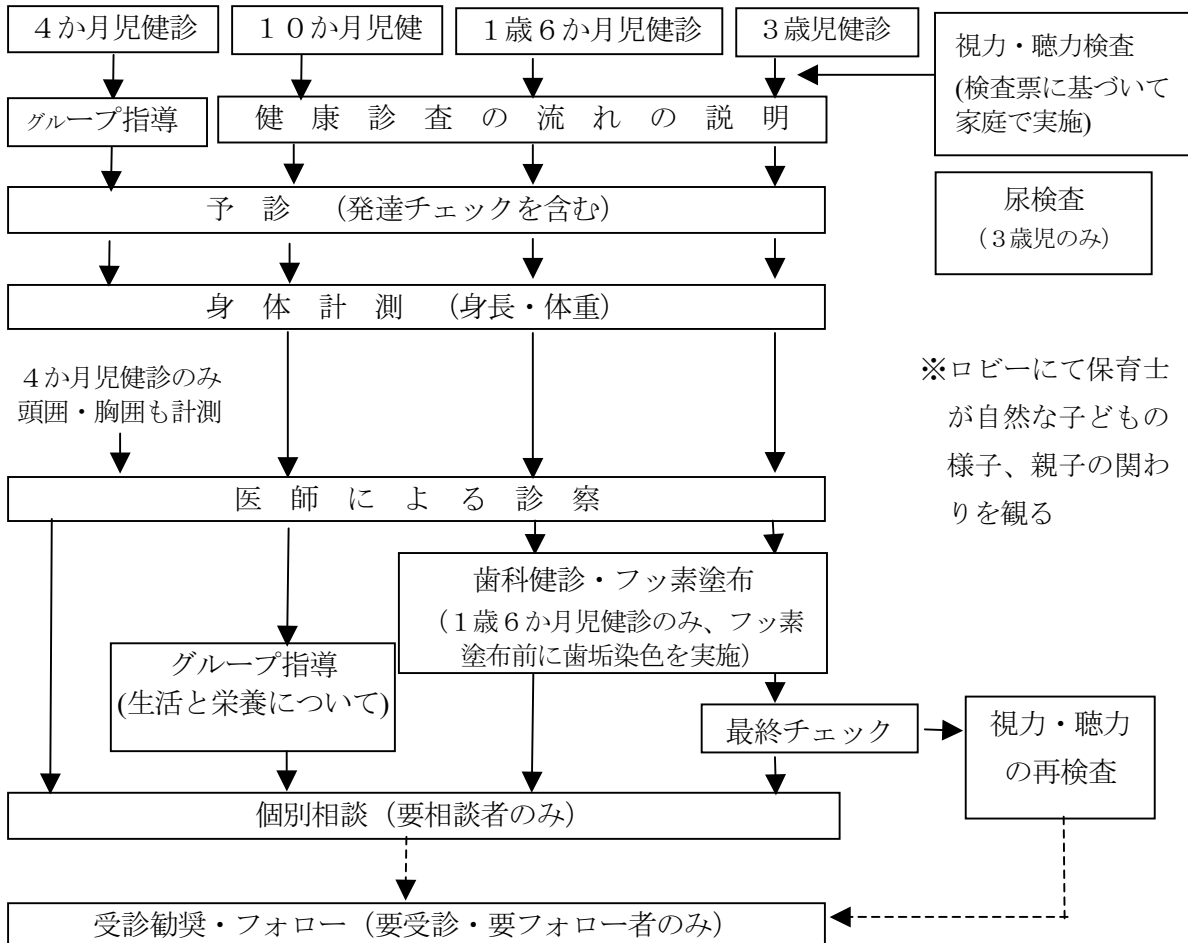 4か月児健診
10か月児健
1歳6か月児健診
3歳児健診
視力・聴力検査
(検査票に基づいて
家庭で実施)
グループ指導
健康診査の流れの説明
予診 (発達チェックを含む)
尿検査
(3歳児のみ)
身体計測 (身長・体重)
4か月児健診のみ
頭囲・胸囲も計測
※ロビーにて保育士
が自然な子どもの
様子、親子の関わ
りを観る
医師による診察
歯科健診・フッ素塗布
(1歳6か月児健診のみ、フッ素
塗布前に歯垢染色を実施)
グループ指導
(生活と栄養について)
最終チェック
視力・聴力
の再検査
個別相談(要相談者のみ)
受診勧奨・フォロー(要受診・要フォロー者のみ)